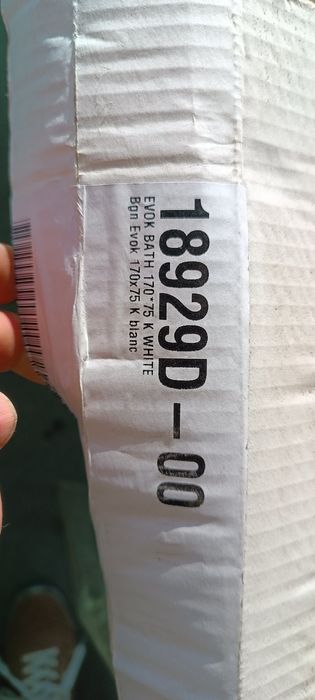 18929D-00
EVOK BATH 170*75 K WHITE
Bgn Evok 170x75 K blanc